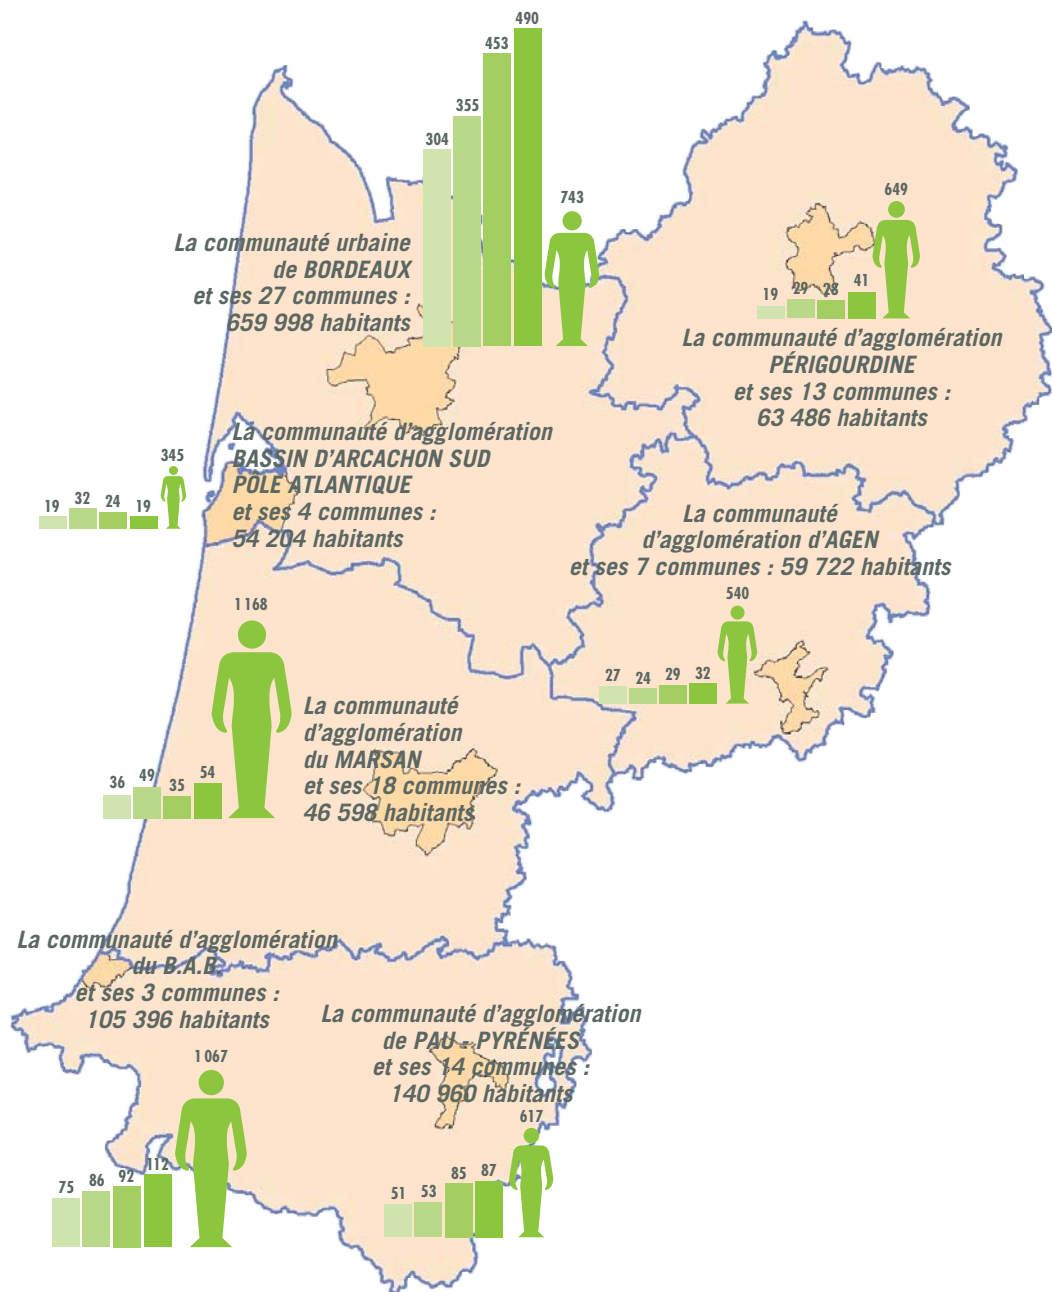 490
453
355
304
743
La communauté urbaine
de BORDEAUX
et ses 27 communes :
659 998 habitants
649
19
29
28
41
La communauté d'agglomération
PÉRIGOURDINE
et ses 13 communes :
63 486 habitants
345
19
32
24
19
La communauté d'agglomération
BASSIN D'ARCACHON SUD
PÔLE ATLANTIQUE
et ses 4 communes :
54 204 habitants
La communauté
d'agglomération d'AGEN
et ses 7 communes : 59 722 habitants
540
27
24
29
32
1 168
36
49
35
54
La communauté
d'agglomération
du MARSAN
et ses 18 communes :
46 598 habitants
La communauté d'agglomération
du B.A.B.
et ses 3 communes :
105 396 habitants
1 067
75
86
92
112
La communauté d'agglomération
de PAU - PYRÉNÉES
et ses 14 communes :
140 960 habitants
617
51
53
85
87